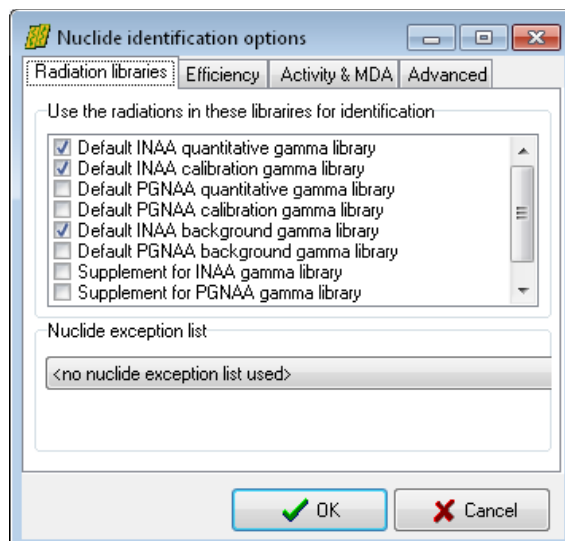 Nuclide identification options
Radiation libraries Efficiency Activity & MDA Advanced
Use the radiations in these librarires for identification
Default INAA quantitative gamma library
Default INAA calibration gamma library
Default PGNAA quantitative gamma library
Default PGNAA calibration gamma library
Default INAA background gamma library
Default PGNAA background gamma library
Supplement for INAA gamma library
Supplement for PGNAA gamma library
Nuclide exception list
<no nuclide exception list used>
OK Cancel